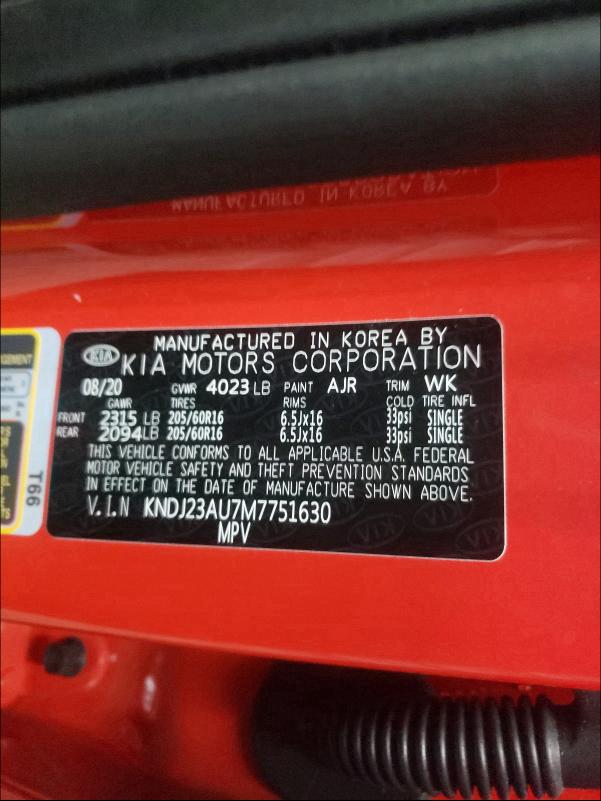 MANUFACTURED IN KOREA BY
KIA KIA MOTORS CORPORATION
08/20 GVWR 4023 LB PAINT AJR TRIM WK
GAWR TIRES RIMS COLD TIRE INFL
FRONT 2315 LB 205/60R16 6.5Jx16 33psi SINGLE
REAR 2094LB 205/60R16 6.5Jx16 33psi SINGLE
THIS VEHICLE CONFORMS TO ALL APPLICABLE U.S.A. FEDERAL
MOTOR VEHICLE SAFETY AND THEFT PREVENTION STANDARDS
IN EFFECT ON THE DATE OF MANUFACTURE SHOWN ABOVE.
V.I.N KNDJ23AU7M7751630
MPV
T66